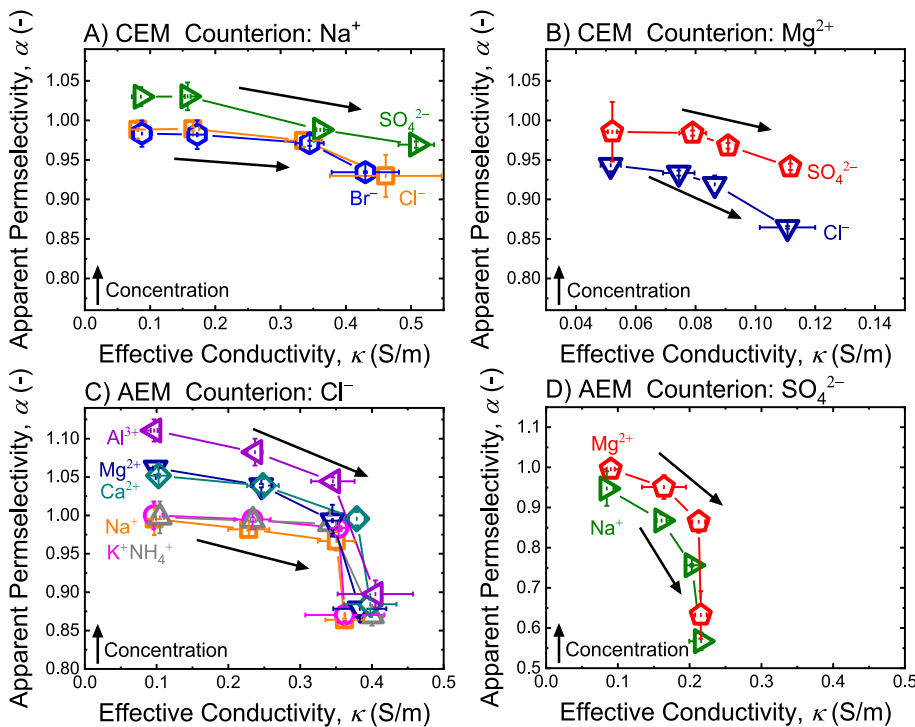 A) CEM Counterion: Na⁺
Apparent Permselectivity, α (-)
1.05
1.00
0.95
0.90
0.85
0.80
SO₄²⁻
Br⁻ Cl⁻
Concentration
0.0 0.1 0.2 0.3 0.4 0.5
Effective Conductivity, κ (S/m)
B) CEM Counterion: Mg²⁺
Apparent Permselectivity, α (-)
1.05
1.00
0.95
0.90
0.85
0.80
SO₄²⁻
Cl⁻
Concentration
0.04 0.06 0.08 0.10 0.12 0.14
Effective Conductivity, κ (S/m)
C) AEM Counterion: Cl⁻
Apparent Permselectivity, α (-)
1.10
1.05
1.00
0.95
0.90
0.85
0.80
Al³⁺
Mg²⁺
Ca²⁺
Na⁺
K⁺ NH₄⁺
Concentration
0.0 0.1 0.2 0.3 0.4 0.5
Effective Conductivity, κ (S/m)
D) AEM Counterion: SO₄²⁻
Apparent Permselectivity, α (-)
1.1
1.0
0.9
0.8
0.7
0.6
0.5
Mg²⁺
Na⁺
Concentration
0.0 0.1 0.2 0.3 0.4 0.5
Effective Conductivity, κ (S/m)